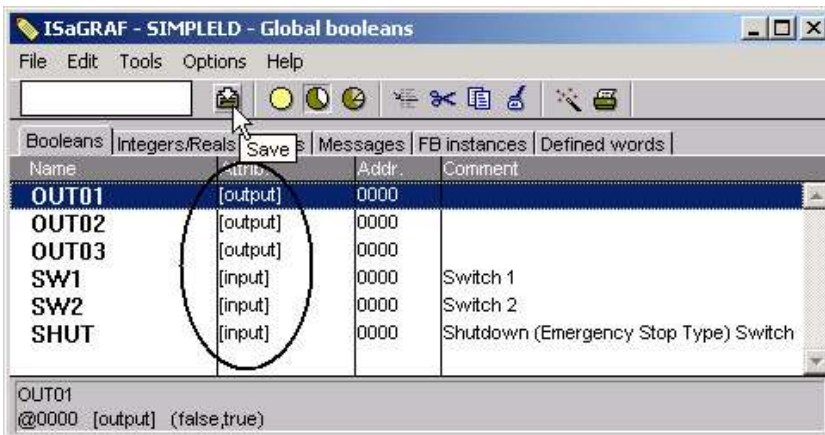 ISaGRAF - SIMPLELD - Global booleans
File Edit Tools Options Help
Save
Booleans Integers/Reals s Messages FB instances Defined words
Name Attrib. Addr. Comment
OUT01 [output] 0000
OUT02 [output] 0000
OUT03 [output] 0000
SW1 [input] 0000 Switch 1
SW2 [input] 0000 Switch 2
SHUT [input] 0000 Shutdown (Emergency Stop Type) Switch
OUT01
@0000 [output] (false,true)